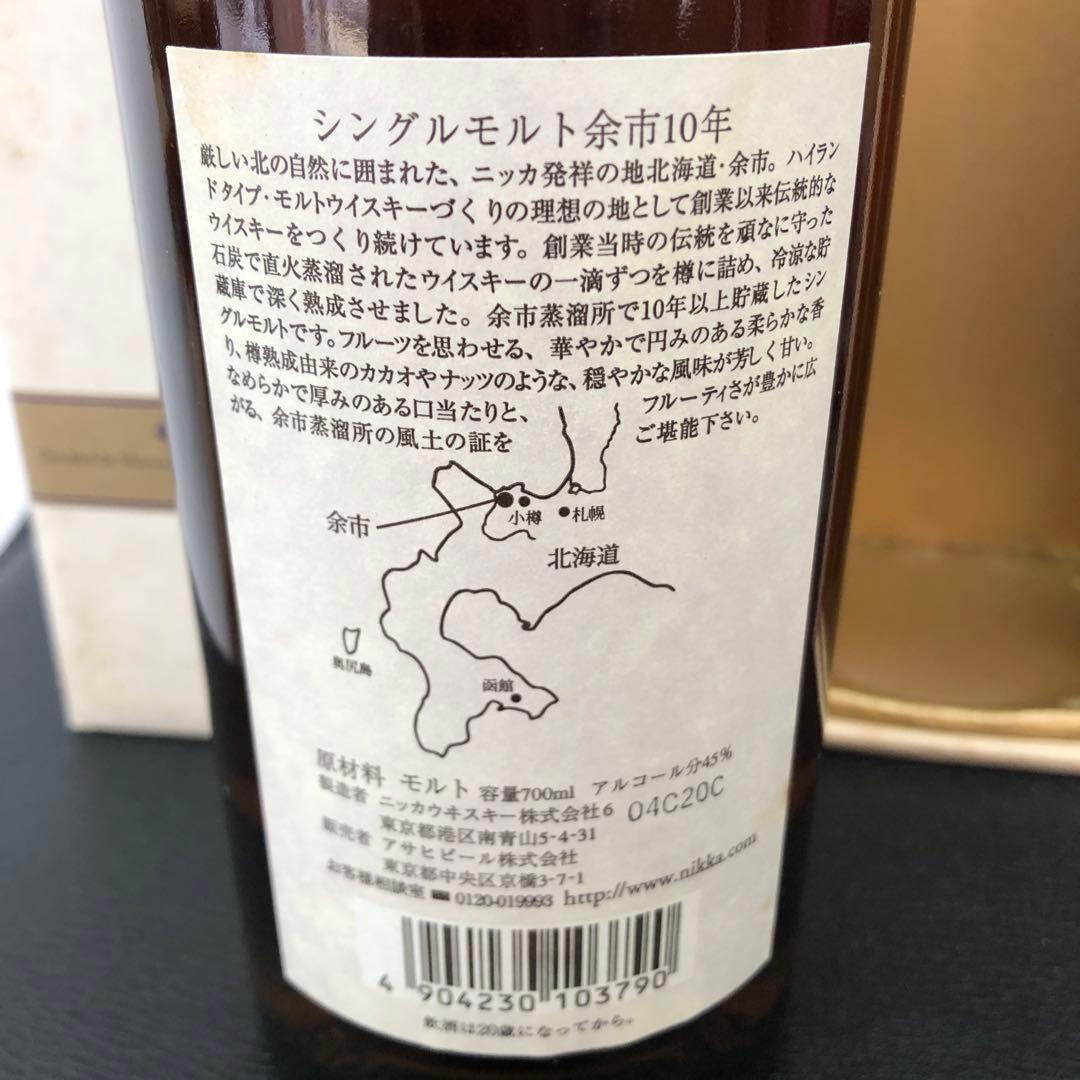 シングルモルト余市10年
厳しい北の自然に囲まれた、ニッカ発祥の地北海道·余市。ハイラン
ドタイプ·モルトウイスキーづくりの理想の地として創業以来伝統的な
ウイスキーをつくり続けています。創業当時の伝統を頑なに守った
石炭で直火蒸溜されたウイスキーの一滴ずつを樽に詰め、冷涼な貯
蔵庫で深く熟成させました。余市蒸溜所で10年以上貯蔵したシン
グルモルトです。フルーツを思わせる、華やかで円みのある柔らかな香
り、樽熟成由来のカカオやナッツのような、穏やかな風味が芳しく甘い。
なめらかで厚みのある口当たりと、フルーティさが豊かに広
がる、余市蒸溜所の風土の証をご堪能下さい。
余市
小樽
札幌
北海道
奥尻島
函館
原材料 モルト 容量700ml アルコール分45%
製造者 ニッカウヰスキー株式会社6 04C20C
東京都港区南青山5-4-31
販売者 アサヒビール株式会社
東京都中央区京橋3-7-1
お客様相談室 0120-019993 http://www.nikka.com
4 904230 103790
飲酒は20歳になってから。